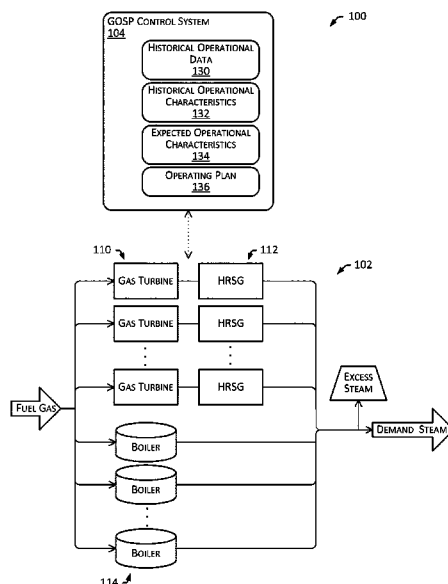 GOSP CONTROL SYSTEM
104
100
HISTORICAL OPERATIONAL
DATA
130
HISTORICAL OPERATIONAL
CHARACTERISTICS
132
EXPECTED OPERATIONAL
CHARACTERISTICS
134
OPERATING PLAN
136
110
112
102
GAS TURBINE
HRSG
GAS TURBINE
HRSG
GAS TURBINE
HRSG
EXCESS
STEAM
FUEL GAS
DEMAND STEAM
BOILER
BOILER
BOILER
114